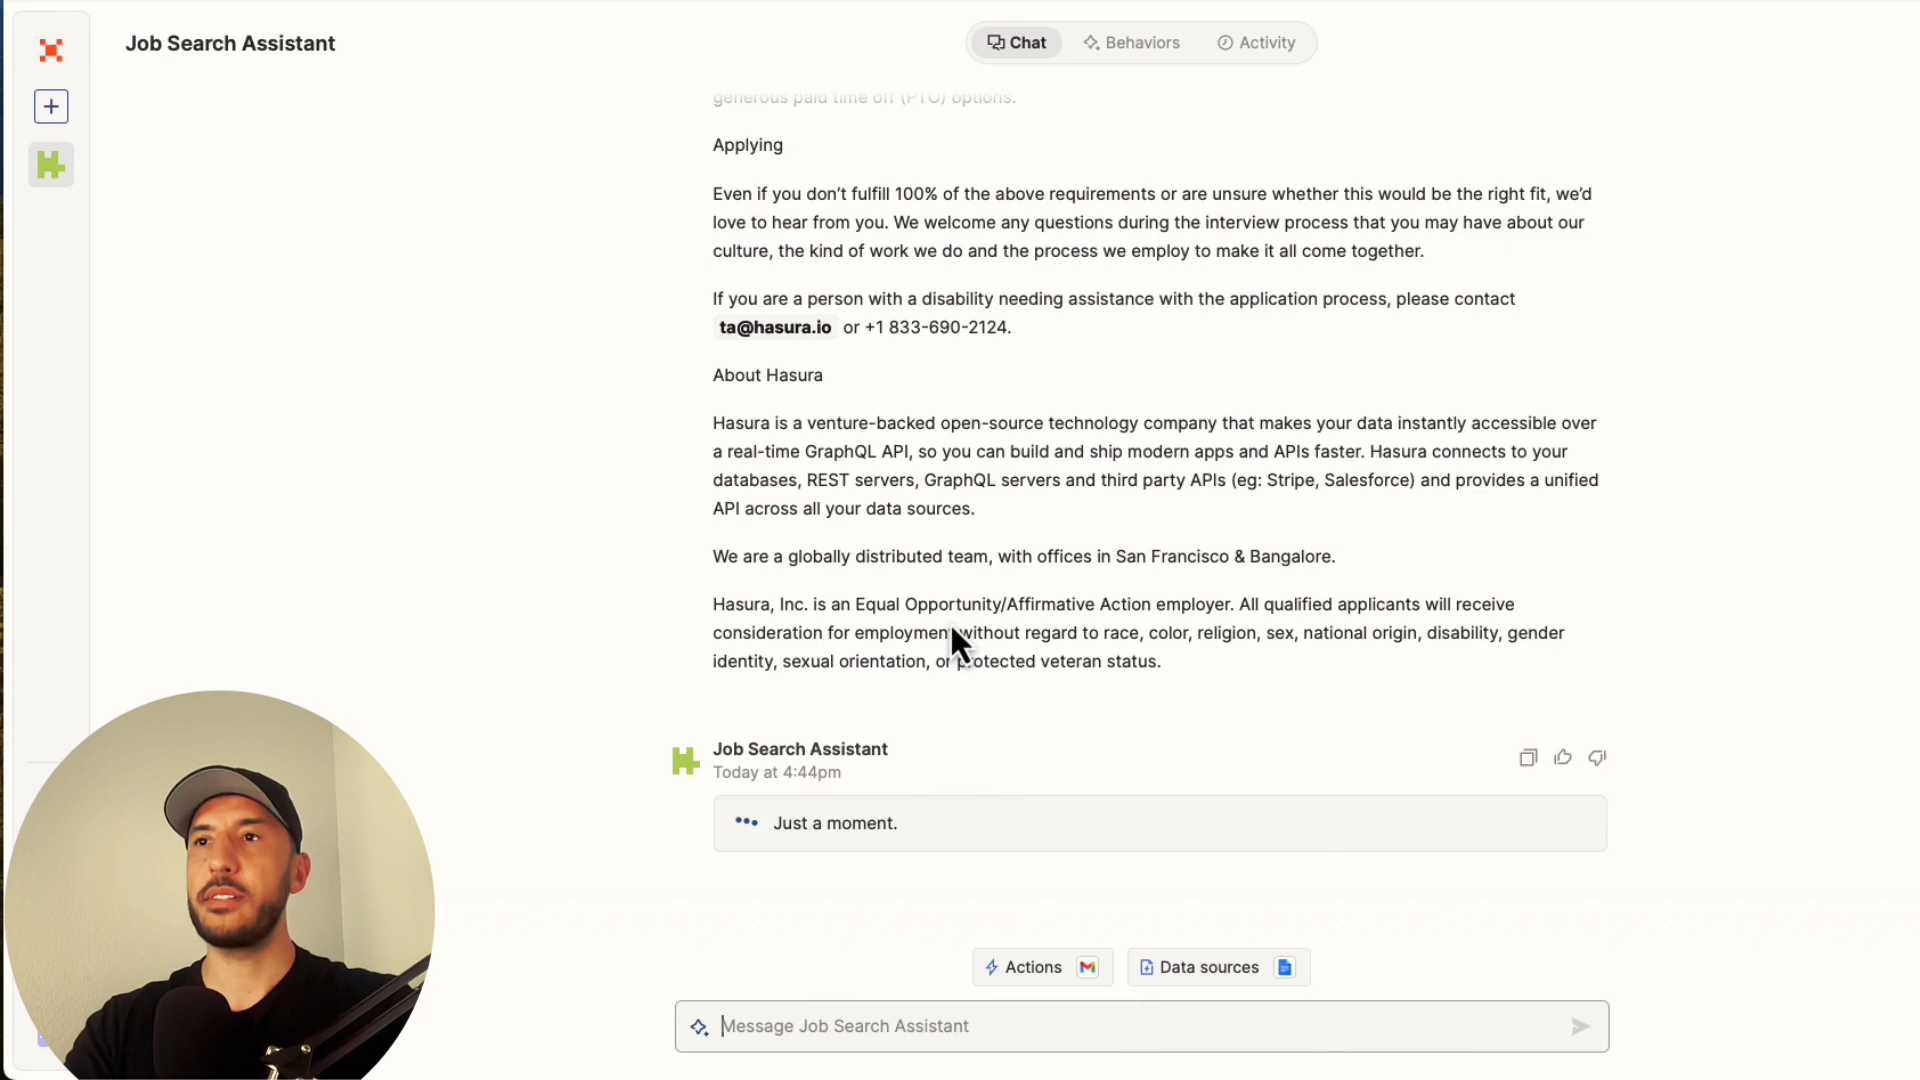 Job Search Assistant
Chat
Behaviors
Activity
generous paid time off (PTO) options.
Applying
Even if you don’t fulfill 100% of the above requirements or are unsure whether this would be the right fit, we’d
love to hear from you. We welcome any questions during the interview process that you may have about our
culture, the kind of work we do and the process we employ to make it all come together.
If you are a person with a disability needing assistance with the application process, please contact
ta@hasura.io or +1 833-690-2124.
About Hasura
Hasura is a venture-backed open-source technology company that makes your data instantly accessible over
a real-time GraphQL API, so you can build and ship modern apps and APIs faster. Hasura connects to your
databases, REST servers, GraphQL servers and third party APIs (eg: Stripe, Salesforce) and provides a unified
API across all your data sources.
We are a globally distributed team, with offices in San Francisco & Bangalore.
Hasura, Inc. is an Equal Opportunity/Affirmative Action employer. All qualified applicants will receive
consideration for employment without regard to race, color, religion, sex, national origin, disability, gender
identity, sexual orientation, or protected veteran status.
Job Search Assistant
Today at 4:44pm
Just a moment.
Actions
Data sources
Message Job Search Assistant